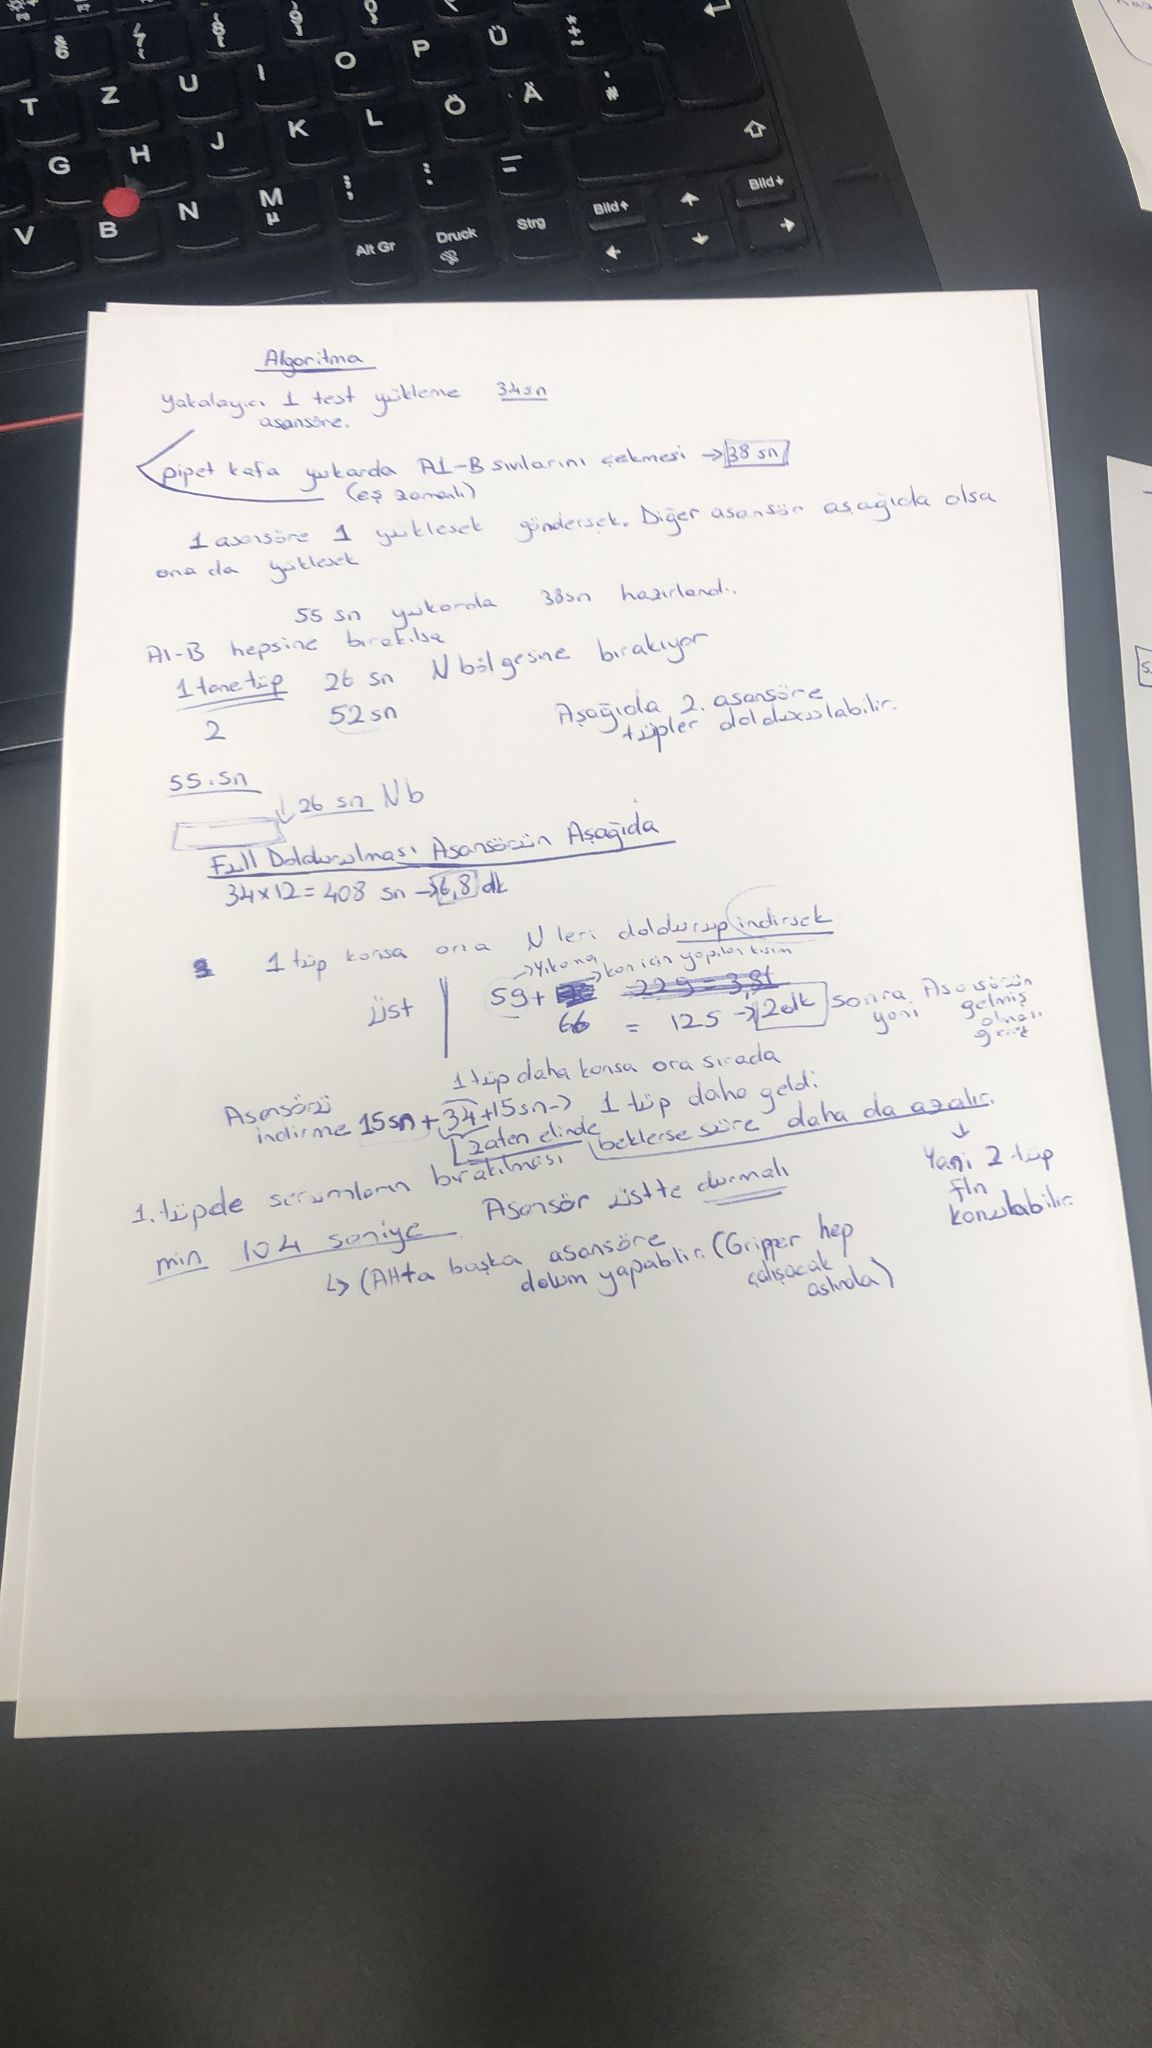 T Z U I O P Ü * + ~
G H J K L Ö Ä ' #
V B N M µ ; , : . = Bild↑ Bild↓
Alt Gr Druck Strg
Algoritma
Yakalayıcı 1 test yükleme 34sn
asansöre.
pipet kafa yukarda A1-B sıvılarını çekmesi → 38 sn
(eş zamanlı)
1 asansöre 1 yüklesek göndersek. Diğer asansör aşağıda olsa
ona da yüklesek
55 sn yukarda 38sn hazırlandı.
A1-B hepsine bırakılsa
1 tane tüp 26 sn N bölgesine bırakıyor
2 52 sn
Aşağıda 2. asansöre
tüpler doldurulabilir.
55.sn
↓ 26 sn Nb
Full Doldurulması Asansörün Aşağıda
34x12 = 408 sn → 6,8 dk
1 tüp konsa ona N leri doldurup indirsek
→ Yıkama → kan için yapılan kısım
üst 59 + 229 = 3,81
66 = 125 → 2dk sonra Asansörün
yani gelmiş
olması
gerek
1 tüp daha konsa ora sırada
Asansörü
indirme 15sn + 34 + 15sn → 1 tüp daha geldi.
zaten elinde beklerse süre daha da azalır.
↓
Yani 2 tüp
fln
konulabilir.
1. tüpde serumların bırakılması
min 104 saniye Asansör üstte durmalı
↳ (Altta başka asansöre
dolum yapabilir. (Gripper hep
çalışacak
aslında)